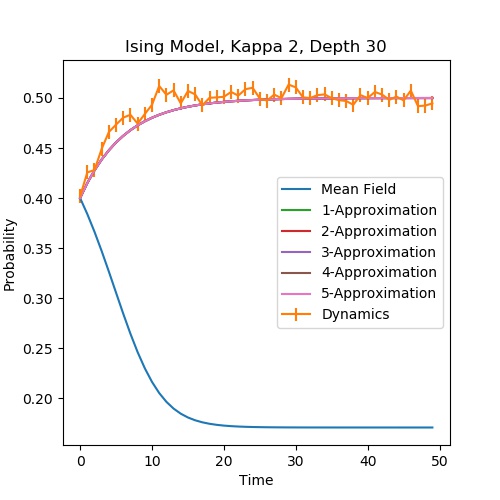 Ising Model, Kappa 2, Depth 30
Probability
0.50
0.45
0.40
0.35
0.30
0.25
0.20
Mean Field
1-Approximation
2-Approximation
3-Approximation
4-Approximation
5-Approximation
Dynamics
0 10 20 30 40 50
Time